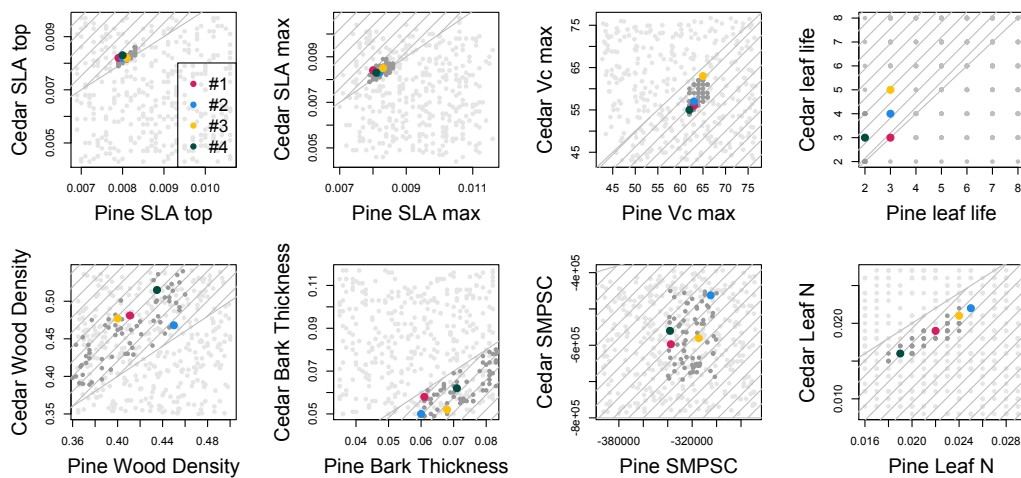 Cedar SLA top
0.005 0.007 0.009
0.007 0.008 0.009 0.010
Pine SLA top
#1
#2
#3
#4
Cedar SLA max
0.005 0.007 0.009
0.007 0.009 0.011
Pine SLA max
Cedar Vc max
45 55 65 75
45 50 55 60 65 70 75
Pine Vc max
Cedar leaf life
2 3 4 5 6 7 8
2 3 4 5 6 7 8
Pine leaf life
Cedar Wood Density
0.35 0.40 0.45 0.50
0.36 0.40 0.44 0.48
Pine Wood Density
Cedar Bark Thickness
0.05 0.07 0.09 0.11
0.04 0.05 0.06 0.07 0.08
Pine Bark Thickness
Cedar SMPSC
-8e+05 -6e+05 -4e+05
-380000 -320000
Pine SMPSC
Cedar Leaf N
0.010 0.020
0.016 0.020 0.024 0.028
Pine Leaf N